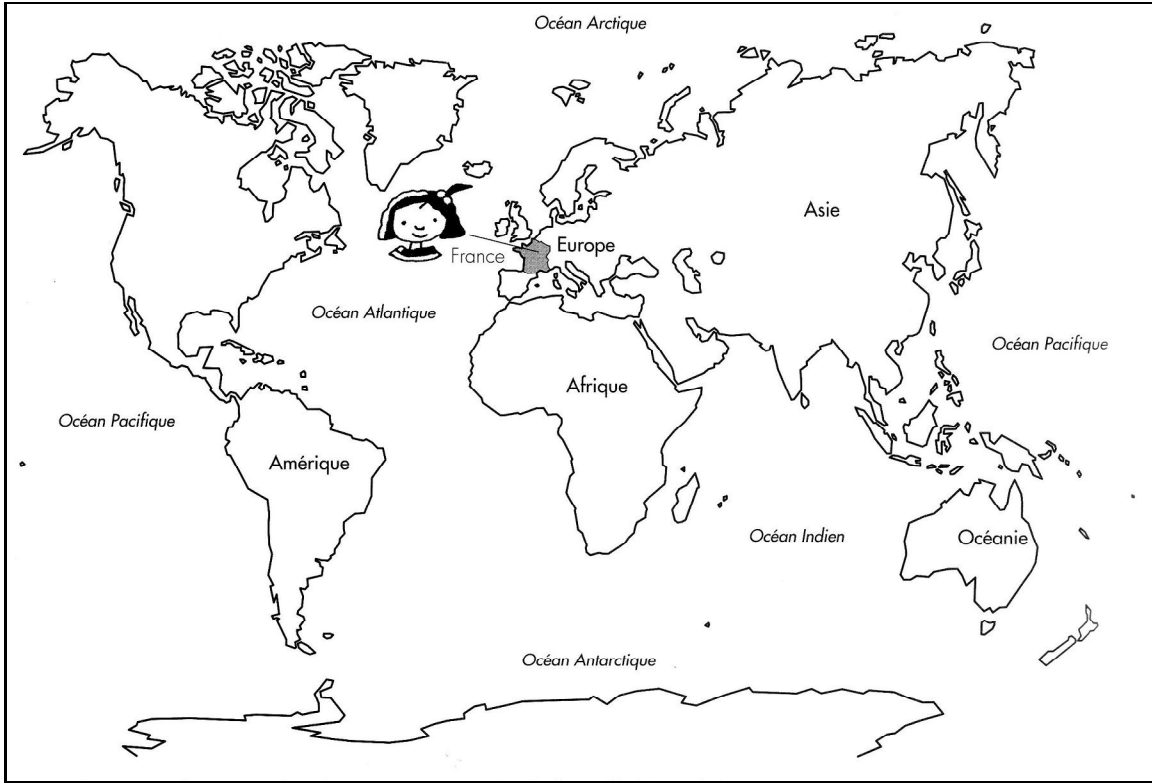 Océan Arctique
Asie
Europe
France
Océan Atlantique
Océan Pacifique
Afrique
Océan Pacifique
Amérique
Océan Indien
Océanie
Océan Antarctique